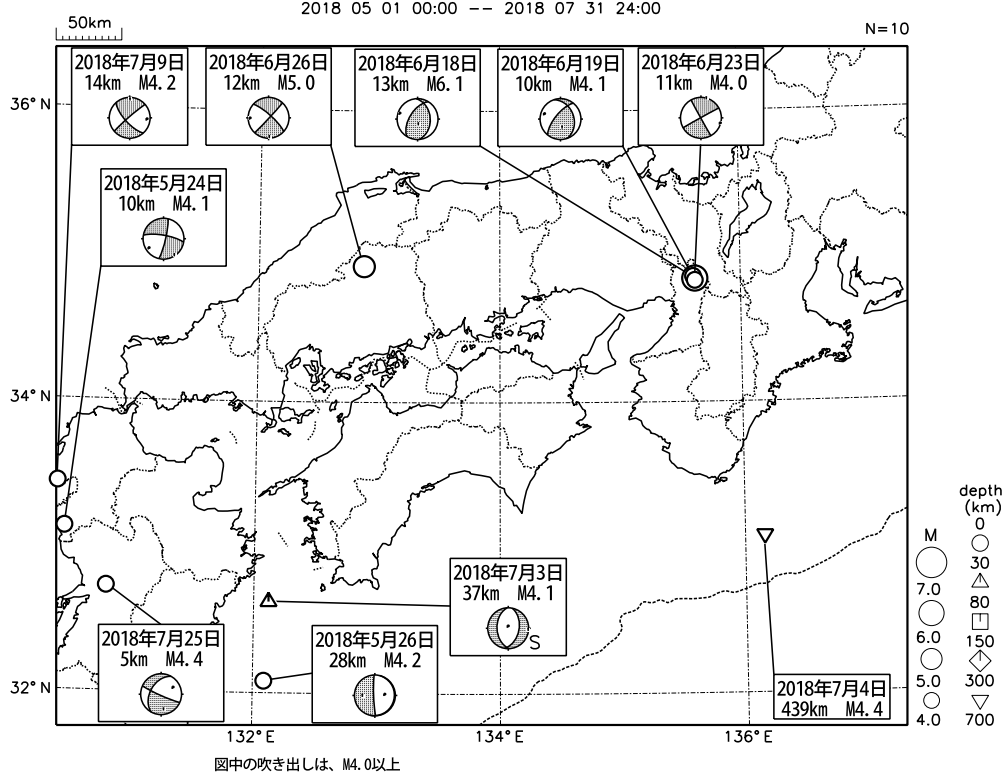 2018 05 01 00:00 -- 2018 07 31 24:00
50km
N=10
2018年7月9日
14km M4.2
2018年6月26日
12km M5.0
2018年6月18日
13km M6.1
2018年6月19日
10km M4.1
2018年6月23日
11km M4.0
36°N
2018年5月24日
10km M4.1
34°N
depth
(km)
M
0
30
80
150
300
700
7.0
6.0
5.0
4.0
2018年7月3日
37km M4.1
S
2018年7月25日
5km M4.4
2018年5月26日
28km M4.2
2018年7月4日
439km M4.4
32°N
132°E
134°E
136°E
図中の吹き出しは、M4.0以上